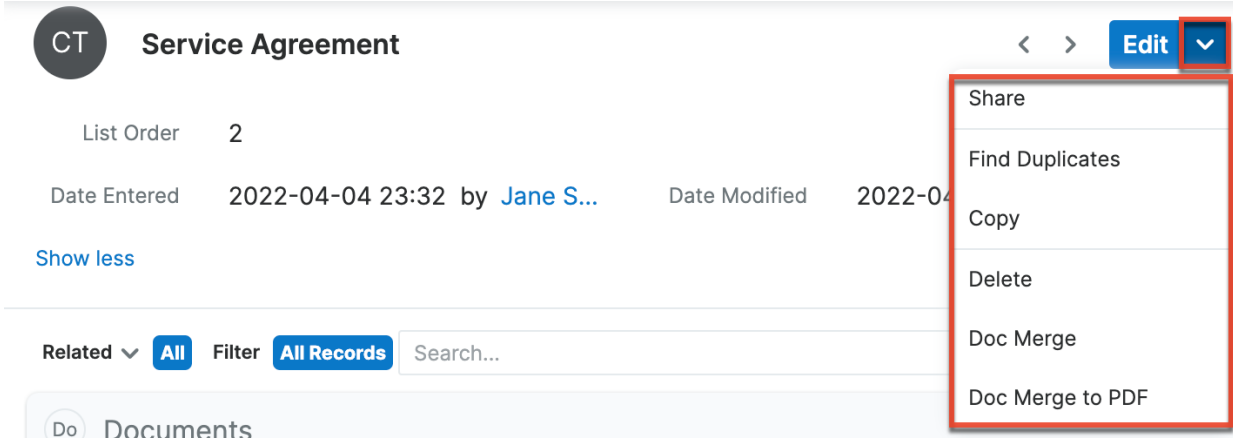 CT Service Agreement Edit
Share
List Order 2
Find Duplicates
Date Entered 2022-04-04 23:32 by Jane S... Date Modified 2022-04
Copy
Show less
Delete
Doc Merge
Related All Filter All Records Search...
Doc Merge to PDF
Do Documents